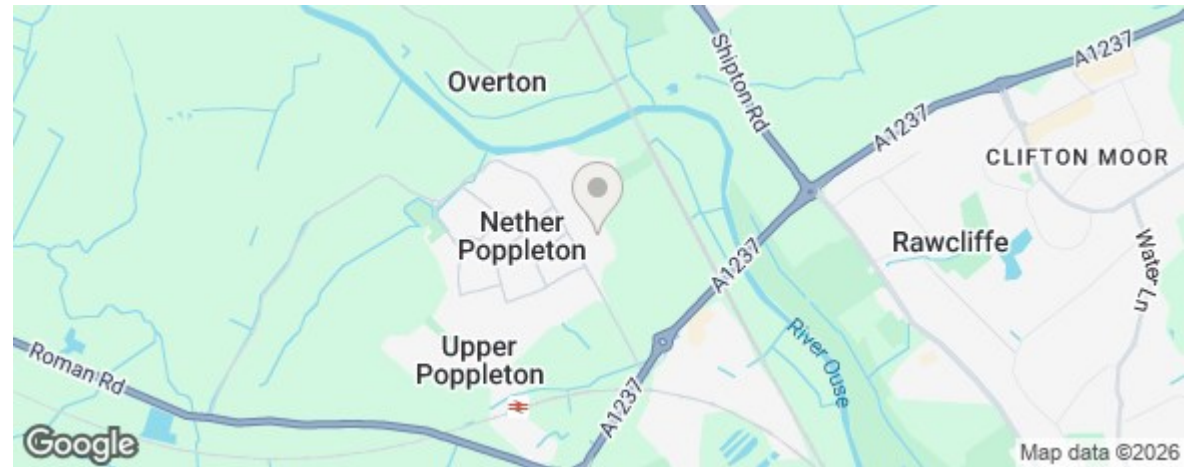 Overton
Shipton Rd
A1237
A1237
CLIFTON MOOR
Nether
Poppleton
Rawcliffe
Water Ln
A1237
Upper
Poppleton
River Ouse
Roman Rd
A1237
Google
Map data ©2026